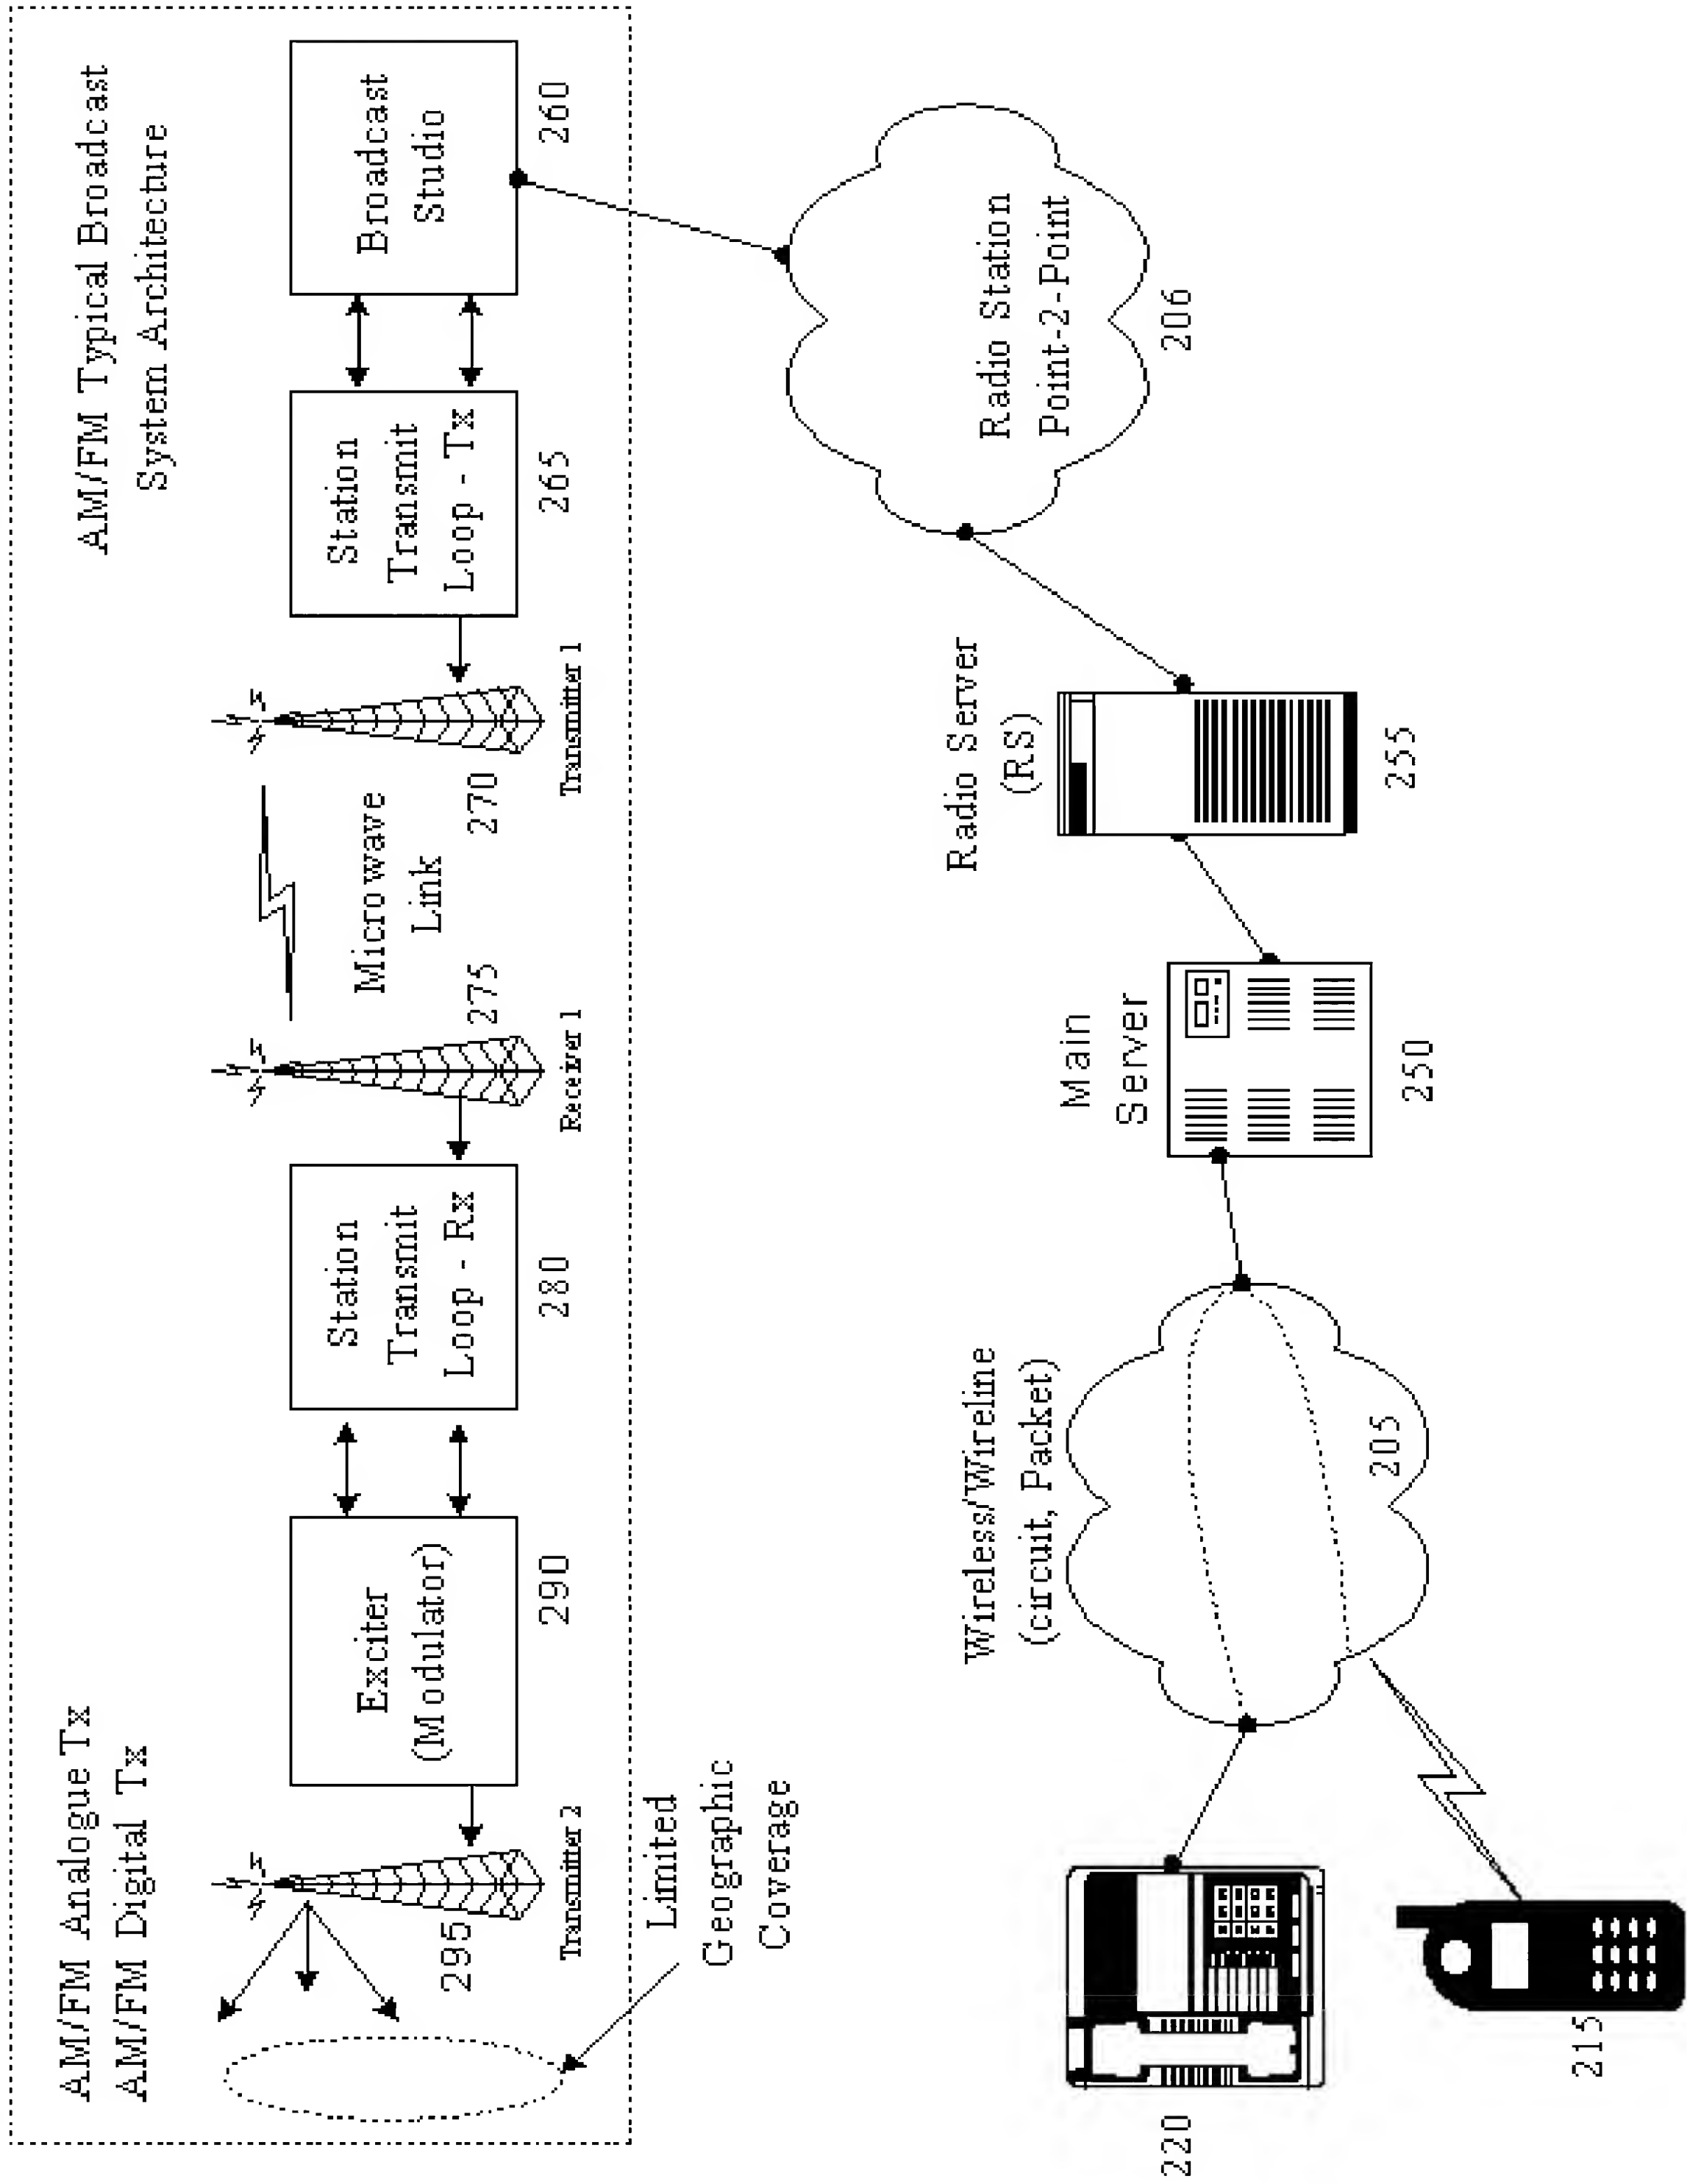 AM/FM Analogue Tx
AM/FM Digital Tx
AM/FM Typical Broadcast
System Architecture
295
Transmitter 2
Exciter
(Modulator)
290
Station
Transmit
Loop - Rx
280
275
Receiver 1
Microwave
Link
270
Transmitter 1
Station
Transmit
Loop - Tx
265
Broadcast
Studio
260
Limited
Geographic
Coverage
220
215
Wireless/Wireline
(circuit, Packet)
205
Main
Server
250
Radio Server
(RS)
255
Radio Station
Point-2-Point
206